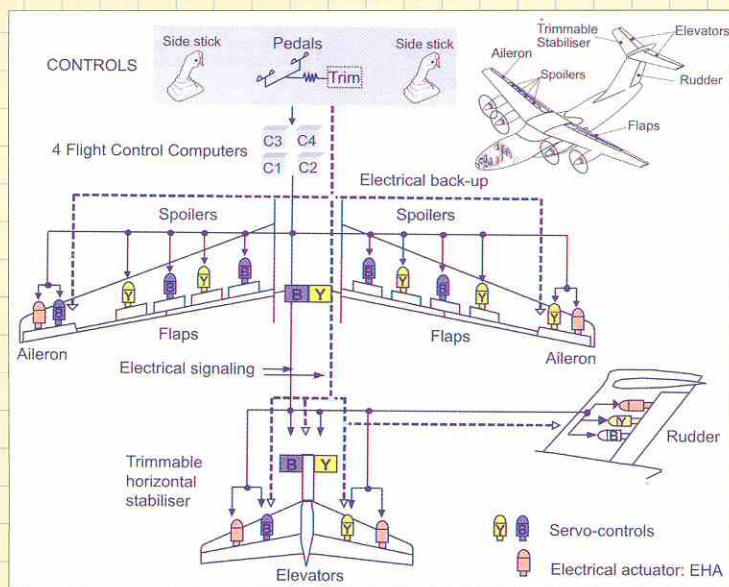 Side stick
Pedals
Side stick
CONTROLS
Trim
Trimmable
Stabiliser
Elevators
Aileron
Spoilers
Rudder
Flaps
4 Flight Control Computers
C3 C4
C1 C2
Electrical back-up
Spoilers
Spoilers
Y B Y B
B Y B Y
B
B Y
Y
Flaps
Flaps
Aileron
Aileron
Electrical signaling
Y
B
Rudder
B Y
Trimmable
horizontal
stabiliser
B
Y
Elevators
Y B Servo-controls
Electrical actuator: EHA